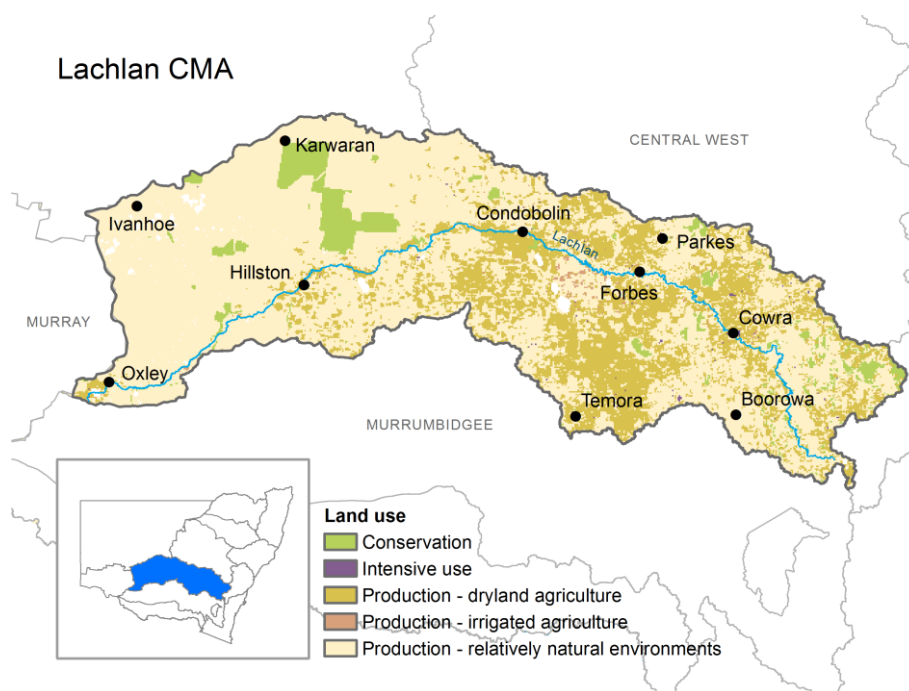 Lachlan CMA
CENTRAL WEST
Karwaran
Ivanhoe
Condobolin
Lachlan
Parkes
Hillston
Forbes
MURRAY
Cowra
Oxley
Temora
Boorowa
MURRUMBIDGEE
Land use
Conservation
Intensive use
Production - dryland agriculture
Production - irrigated agriculture
Production - relatively natural environments